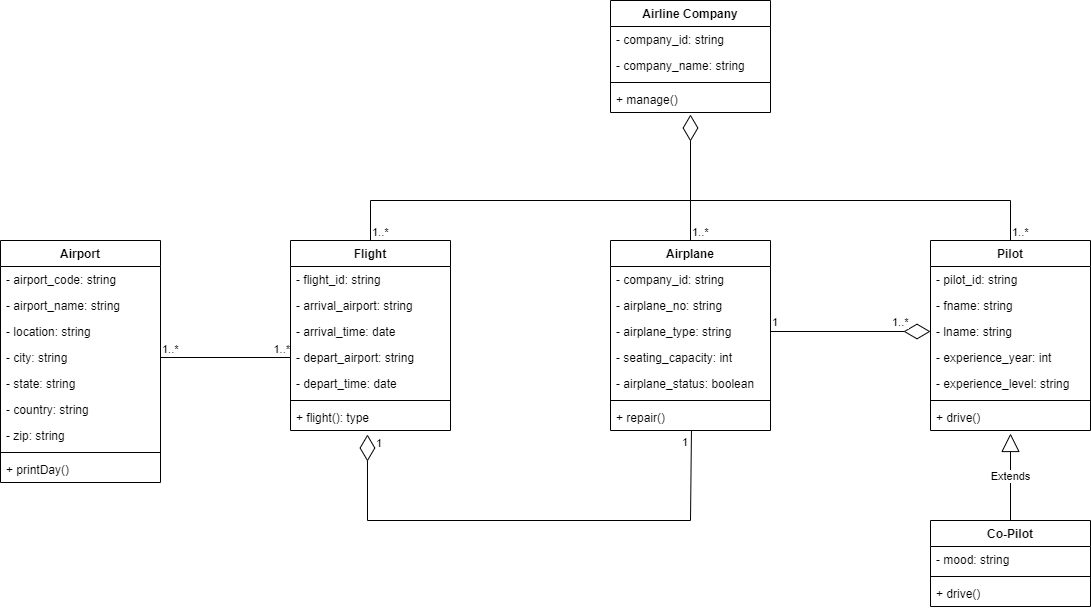 Airline Company
- company_id: string
- company_name: string
+ manage()
1..*
1..*
1..*
Airport
- airport_code: string
- airport_name: string
- location: string
- city: string
- state: string
- country: string
- zip: string
+ printDay()
1..*
1..*
Flight
- flight_id: string
- arrival_airport: string
- arrival_time: date
- depart_airport: string
- depart_time: date
+ flight(): type
1
Airplane
- company_id: string
- airplane_no: string
- airplane_type: string
- seating_capacity: int
- airplane_status: boolean
+ repair()
1
1
1..*
Pilot
- pilot_id: string
- fname: string
- lname: string
- experience_year: int
- experience_level: string
+ drive()
Extends
Co-Pilot
- mood: string
+ drive()